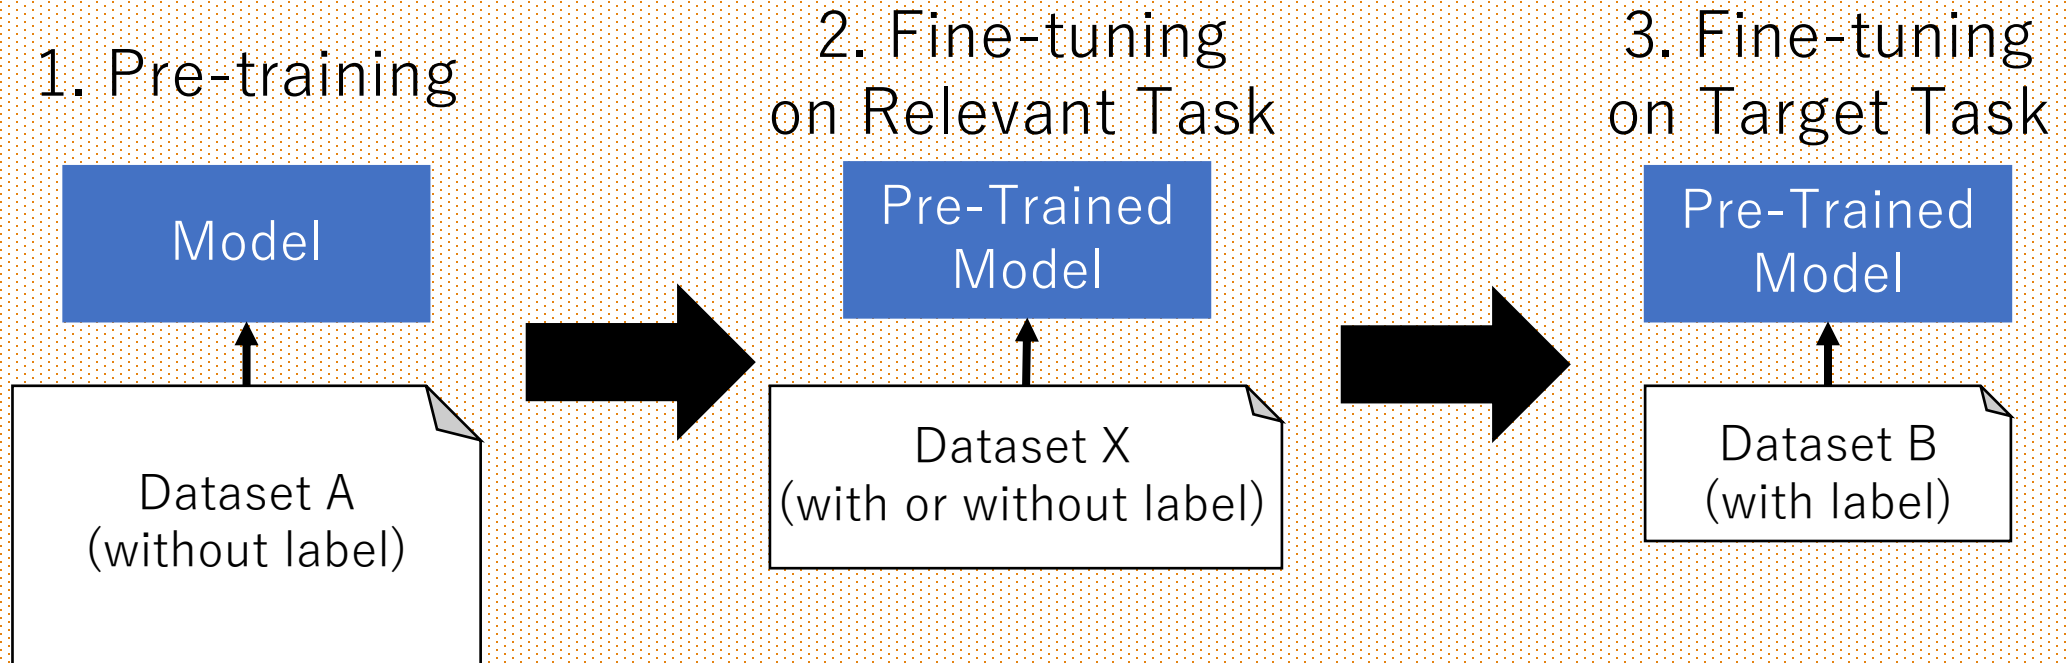 1. Pre-training
Model
Dataset A
(without label)
2. Fine-tuning
on Relevant Task
Pre-Trained
Model
Dataset X
(with or without label)
3. Fine-tuning
on Target Task
Pre-Trained
Model
Dataset B
(with label)